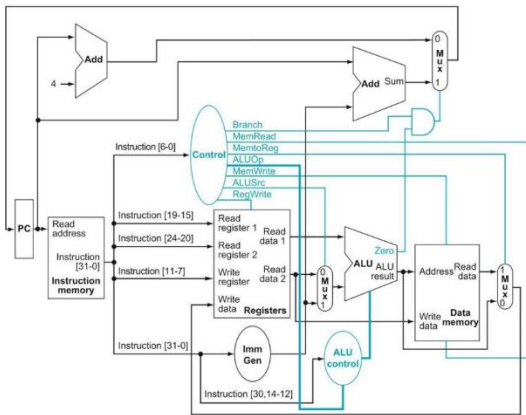 Add
4
Add Sum
0
Mux
1
Branch
MemRead
MemtoReg
ALUOp
MemWrite
ALUSrc
RegWrite
Control
Instruction [6-0]
PC
Read
address
Instruction
[31-0]
Instruction
memory
Instruction [19-15]
Instruction [24-20]
Instruction [11-7]
Instruction [31-0]
Instruction [30,14-12]
Read
register 1
Read
register 2
Write
register
Write
data
Read
data 1
Read
data 2
Registers
0
Mux
1
Zero
ALU
ALU
result
Address
Read
data
Write
data
Data
memory
1
Mux
0
Imm
Gen
ALU
control